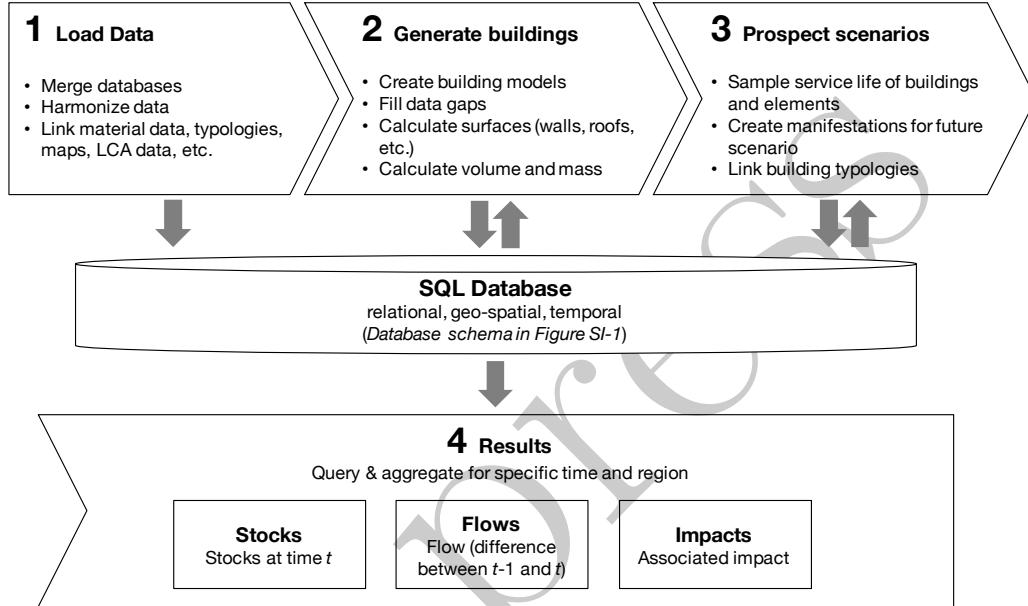 1 Load Data
• Merge databases
• Harmonize data
• Link material data, typologies,
maps, LCA data, etc.
2 Generate buildings
• Create building models
• Fill data gaps
• Calculate surfaces (walls, roofs,
etc.)
• Calculate volume and mass
3 Prospect scenarios
• Sample service life of buildings
and elements
• Create manifestations for future
scenario
• Link building typologies
SQL Database
relational, geo-spatial, temporal
(Database schema in Figure SI-1)
4 Results
Query & aggregate for specific time and region
Stocks
Stocks at time t
Flows
Flow (difference
between t-1 and t)
Impacts
Associated impact
press